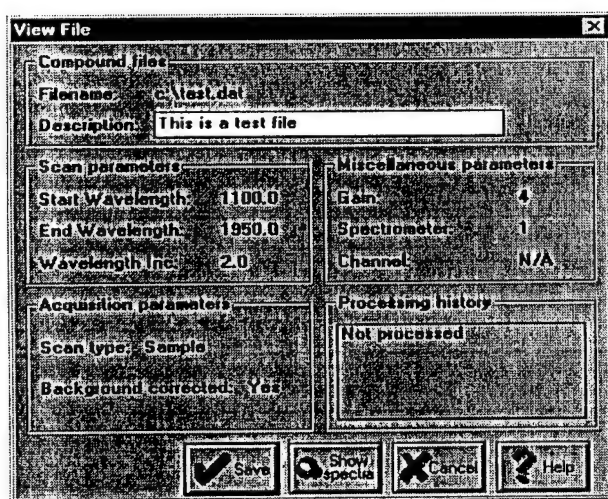 View File
Compound files
Filename: c:\test.dat
Description: This is a test file
Scan parameters
Start Wavelength: 1100.0
End Wavelength: 1950.0
Wavelength Inc: 2.0
Miscellaneous parameters
Gain: 4
Spectrometer: 1
Channel: N/A
Acquisition parameters
Scan type: Sample
Background corrected: Yes
Processing history
Not processed
Save
Show spectra
Cancel
Help